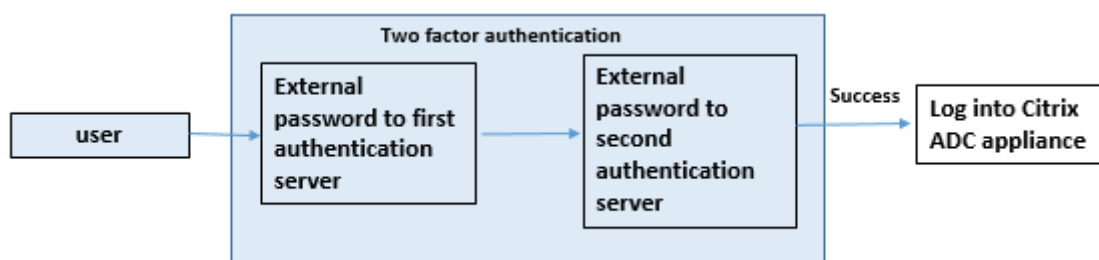 Two factor authentication
user
External
password to first
authentication
server
External
password to
second
authentication
server
Success
Log into Citrix
ADC appliance